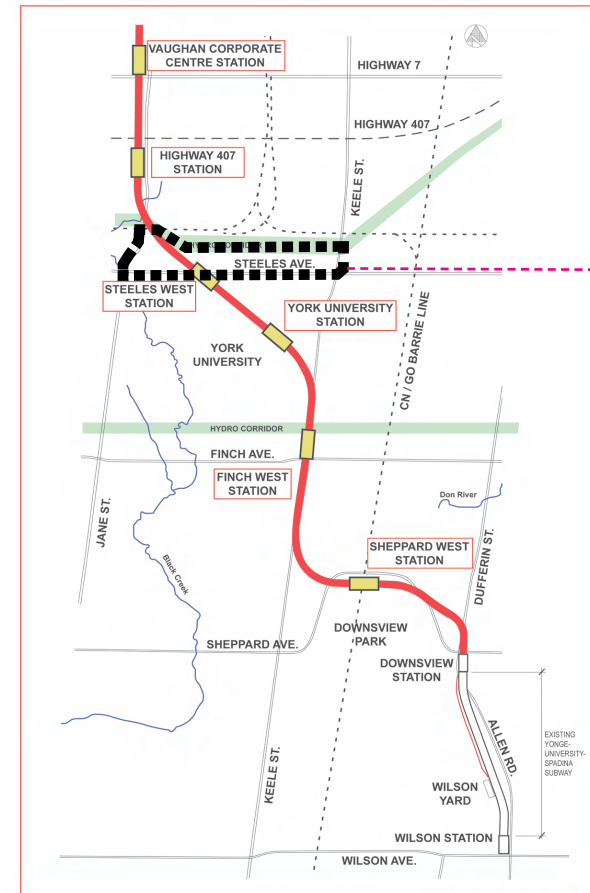 VAUGHAN CORPORATE
CENTRE STATION
HIGHWAY 7
HIGHWAY 407
HIGHWAY 407
STATION
KEELE ST.
HYDRO CORRIDOR
STEELES AVE.
STEELES WEST
STATION
YORK UNIVERSITY
STATION
YORK
UNIVERSITY
CN / GO BARRIE LINE
HYDRO CORRIDOR
FINCH AVE.
FINCH WEST
STATION
Don River
JANE ST.
SHEPPARD WEST
STATION
DUFFERIN ST.
Black Creek
DOWNSVIEW
PARK
SHEPPARD AVE.
DOWNSVIEW
STATION
ALLEN RD.
EXISTING
YONGE-
UNIVERSITY-
SPADINA
SUBWAY
KEELE ST.
WILSON
YARD
WILSON STATION
WILSON AVE.